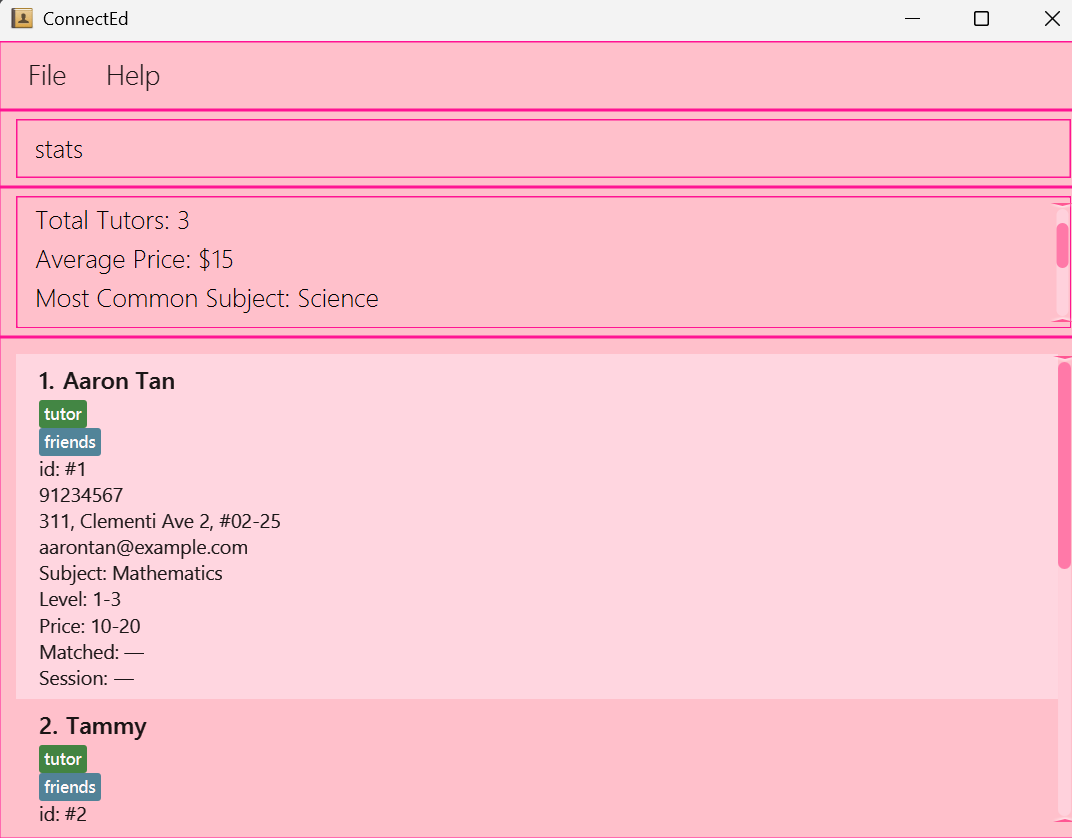 ConnectEd
File Help
stats
Total Tutors: 3
Average Price: $15
Most Common Subject: Science
1. Aaron Tan
tutor
friends
id: #1
91234567
311, Clementi Ave 2, #02-25
aarontan@example.com
Subject: Mathematics
Level: 1-3
Price: 10-20
Matched: —
Session: —
2. Tammy
tutor
friends
id: #2